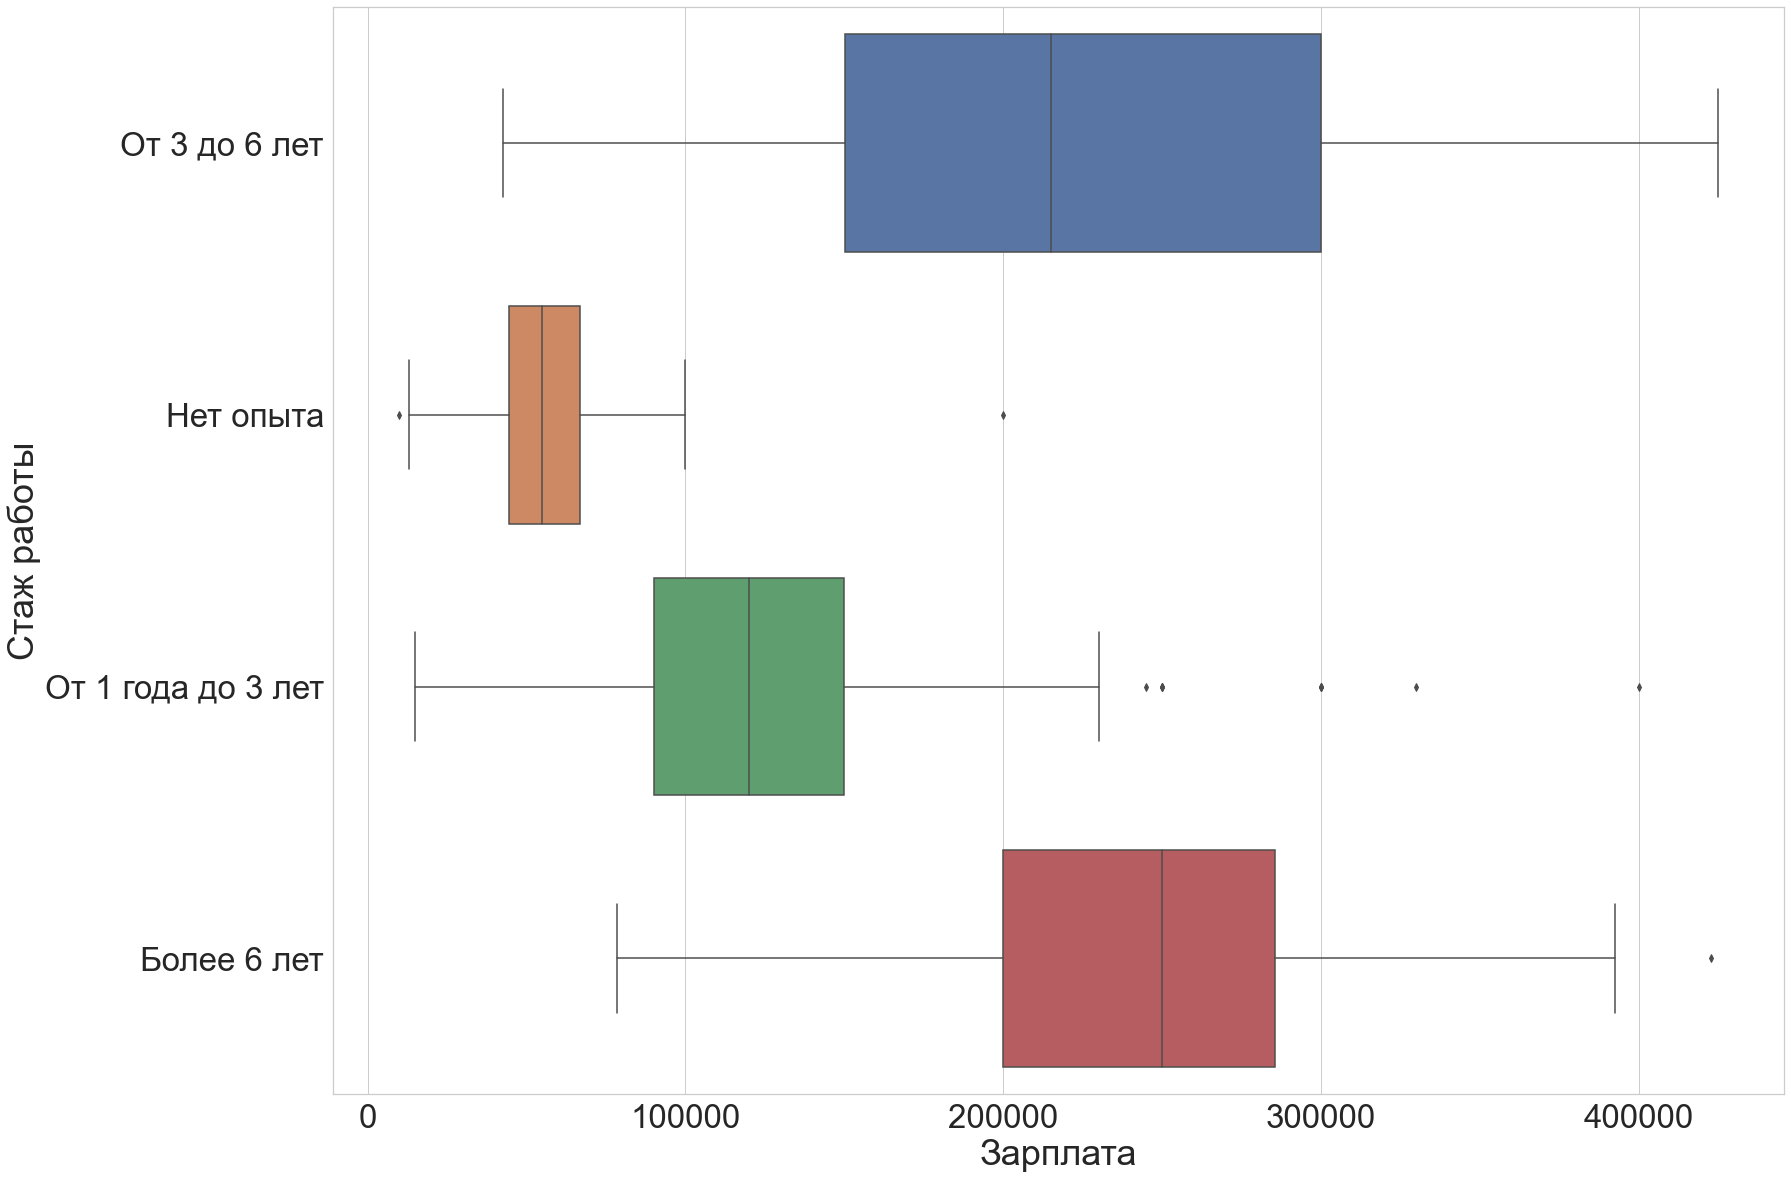 От 3 до 6 лет
Нет опыта
От 1 года до 3 лет
Более 6 лет
Стаж работы
0
100000
200000
300000
400000
Зарплата